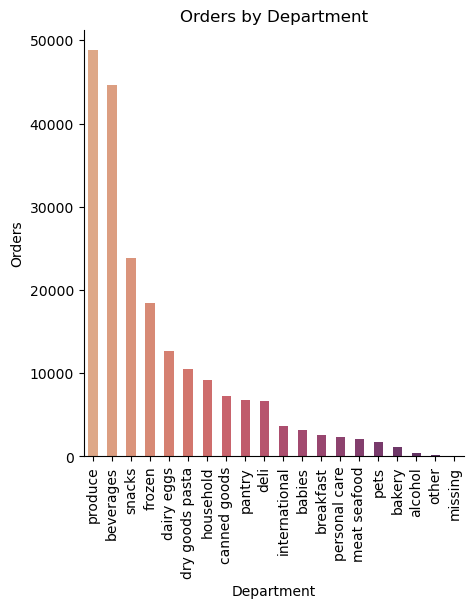 Orders by Department
50000
40000
30000
20000
10000
0
Orders
produce
beverages
snacks
frozen
dairy eggs
dry goods pasta
household
canned goods
pantry
deli
international
babies
breakfast
personal care
meat seafood
pets
bakery
alcohol
other
missing
Department